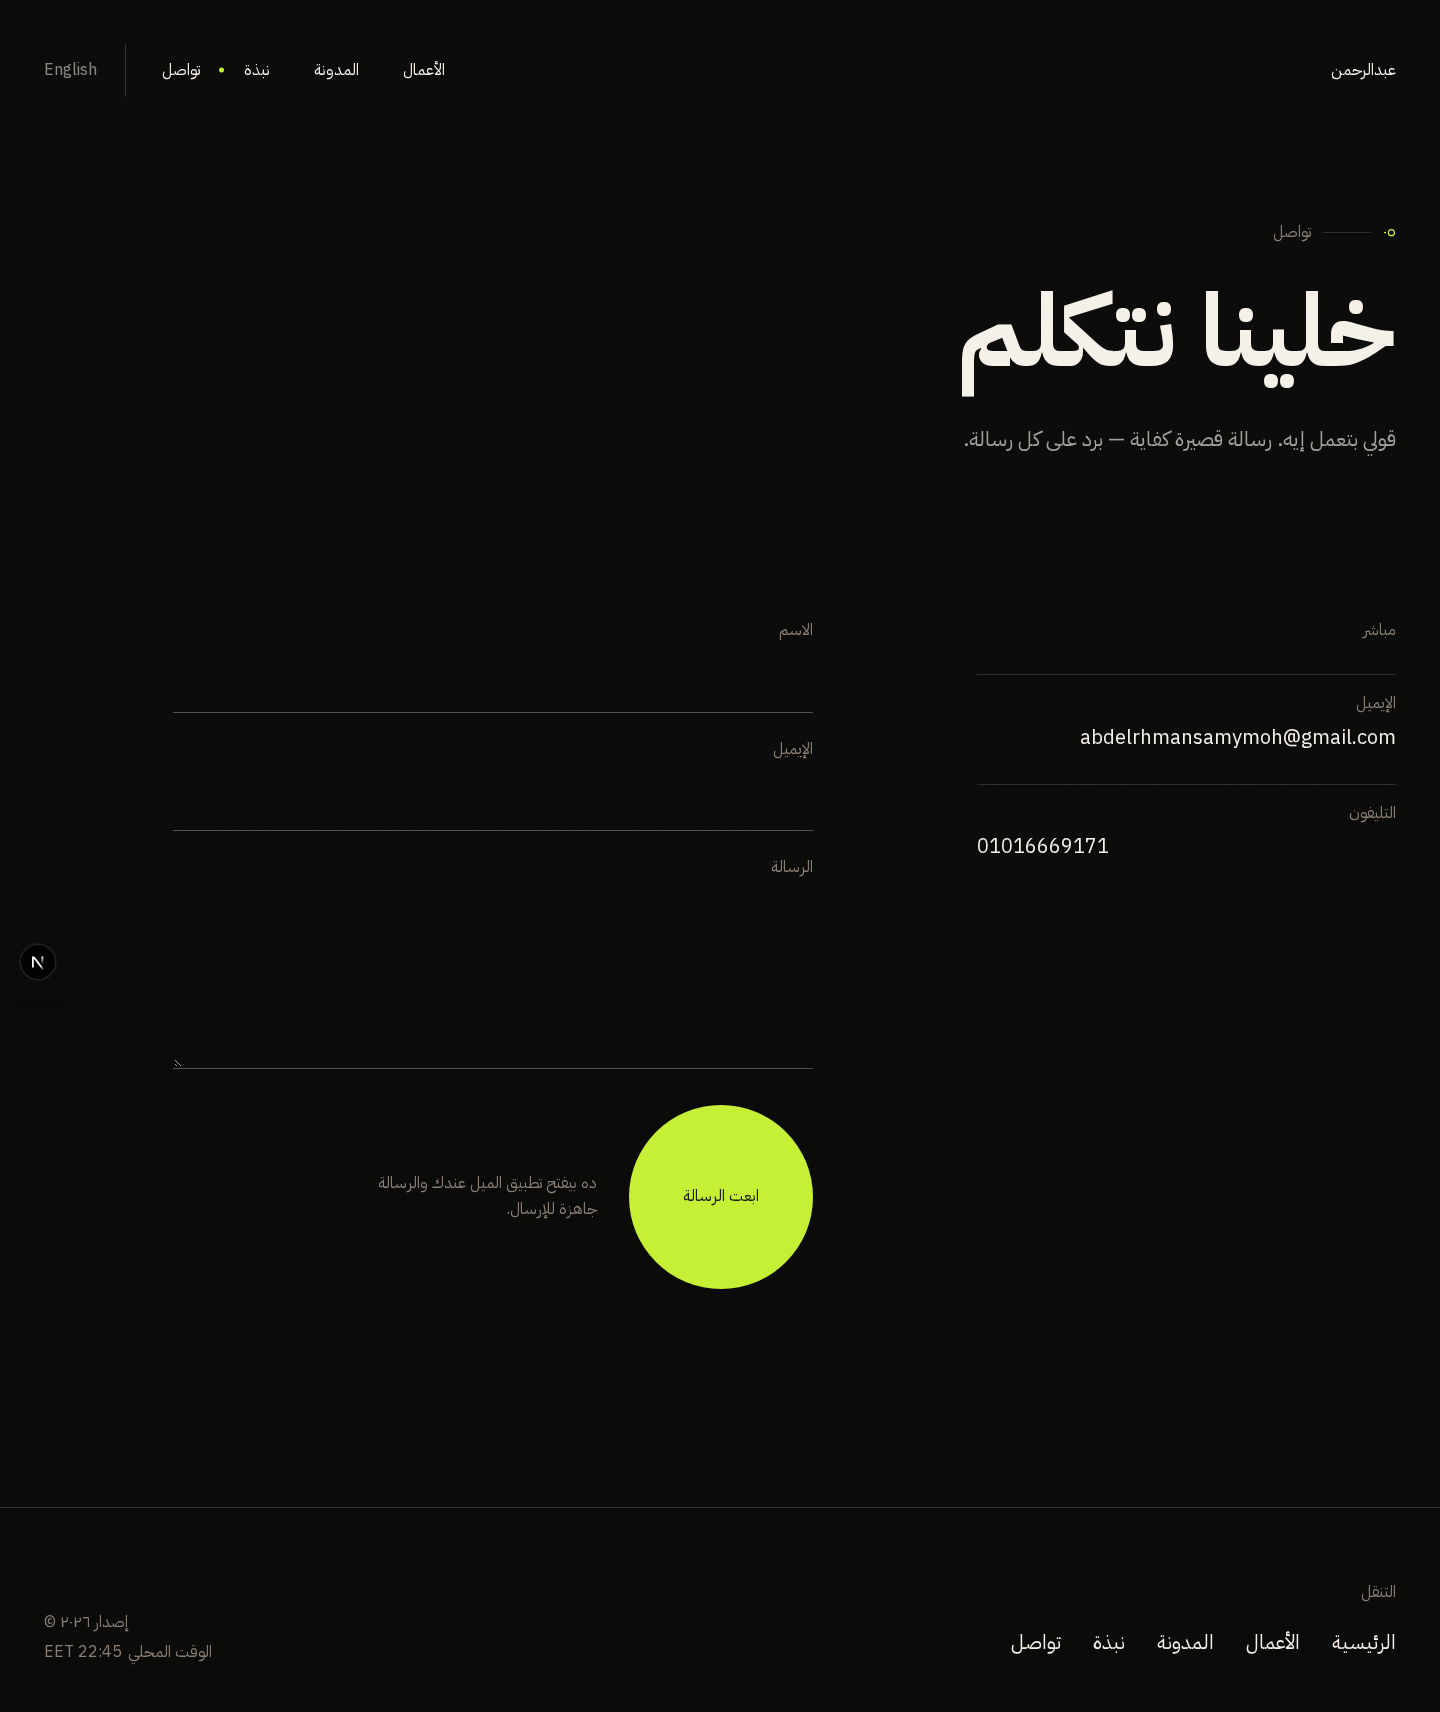 عبدالرحمن
الأعمال
المدونة
نبذة
تواصل
English
٠٥
تواصل
خلينا نتكلم
قولي بتعمل إيه. رسالة قصيرة كفاية — برد على كل رسالة.
مباشر
الإيميل
abdelrhmansamymoh@gmail.com
التليفون
01016669171
الاسم
الإيميل
الرسالة
ابعت الرسالة
ده بيفتح تطبيق الميل عندك والرسالة
جاهزة للإرسال.
N
التنقل
الرئيسية
الأعمال
المدونة
نبذة
تواصل
إصدار ٢٠٢٦ ©
الوقت المحلي 22:45 EET